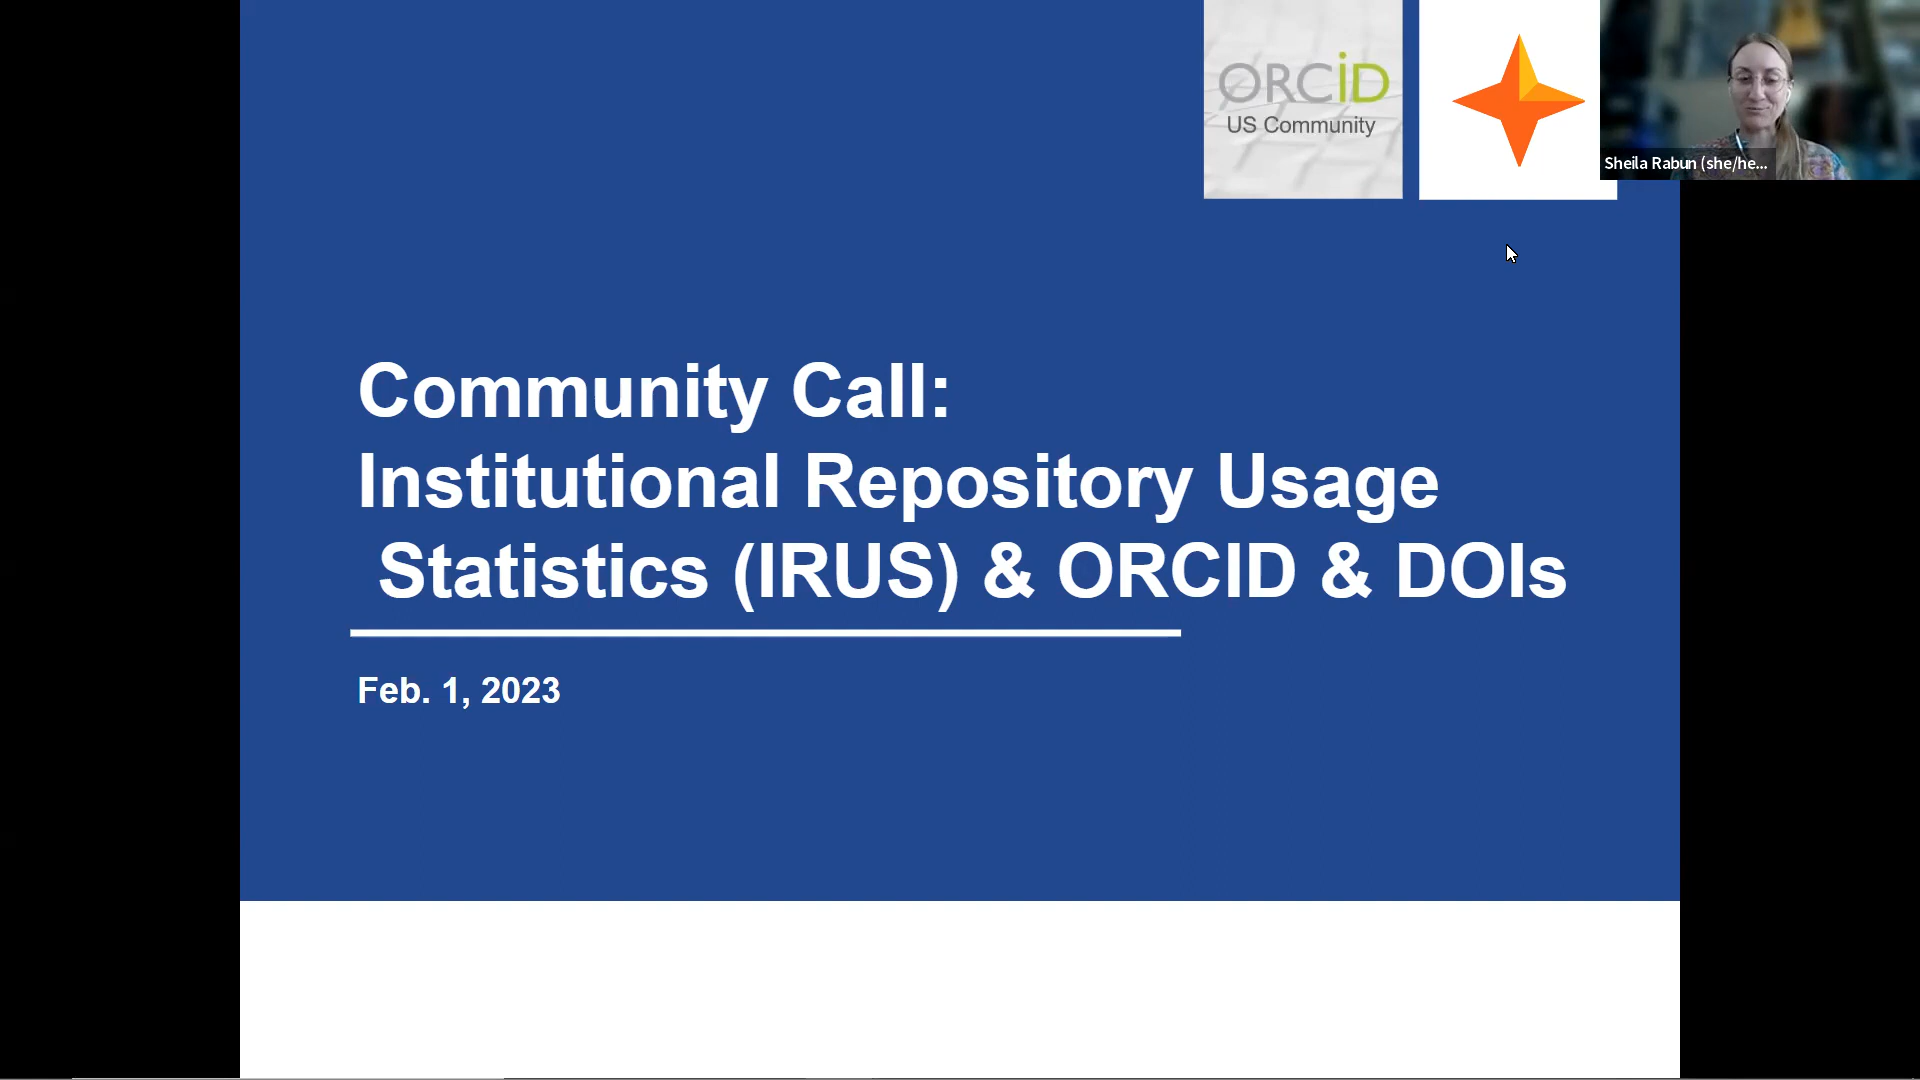 ORCiD
US Community
Sheila Rabun (she/he...
Community Call:
Institutional Repository Usage
Statistics (IRUS) & ORCID & DOIs
Feb. 1, 2023